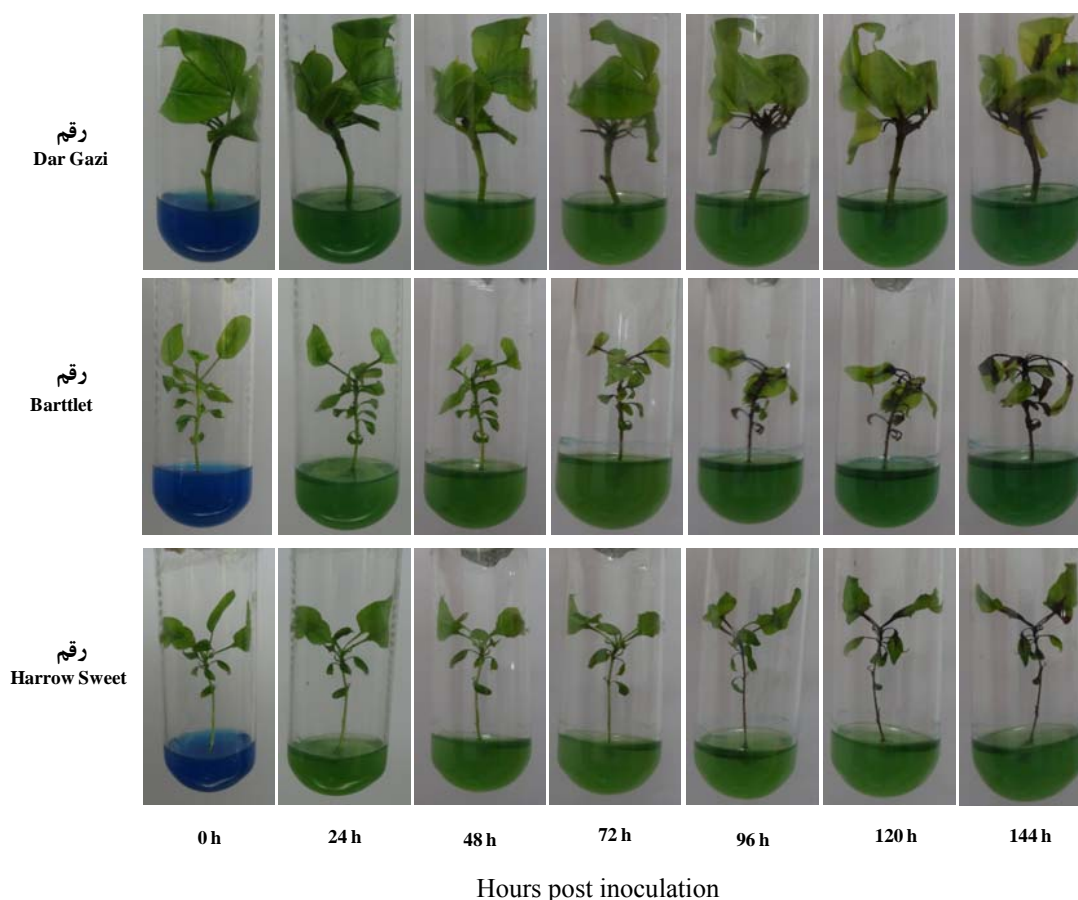 رقم
Dar Gazi
رقم
Barttlet
رقم
Harrow Sweet
0 h
24 h
48 h
72 h
96 h
120 h
144 h
Hours post inoculation